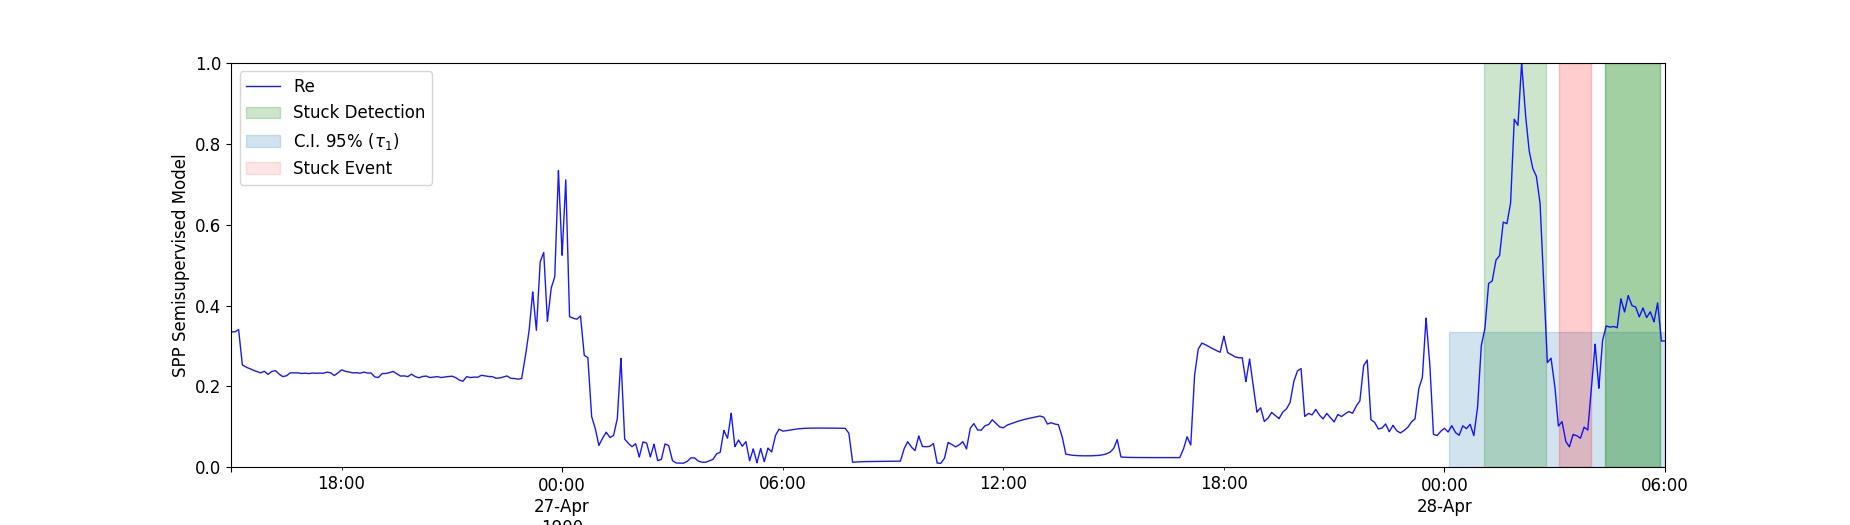 1.0
0.8
0.6
0.4
0.2
0.0
SPP Semisupervised Model
Re
Stuck Detection
C.I. 95% (τ₁)
Stuck Event
18:00
00:00
27-Apr
1900
06:00
12:00
18:00
00:00
28-Apr
06:00